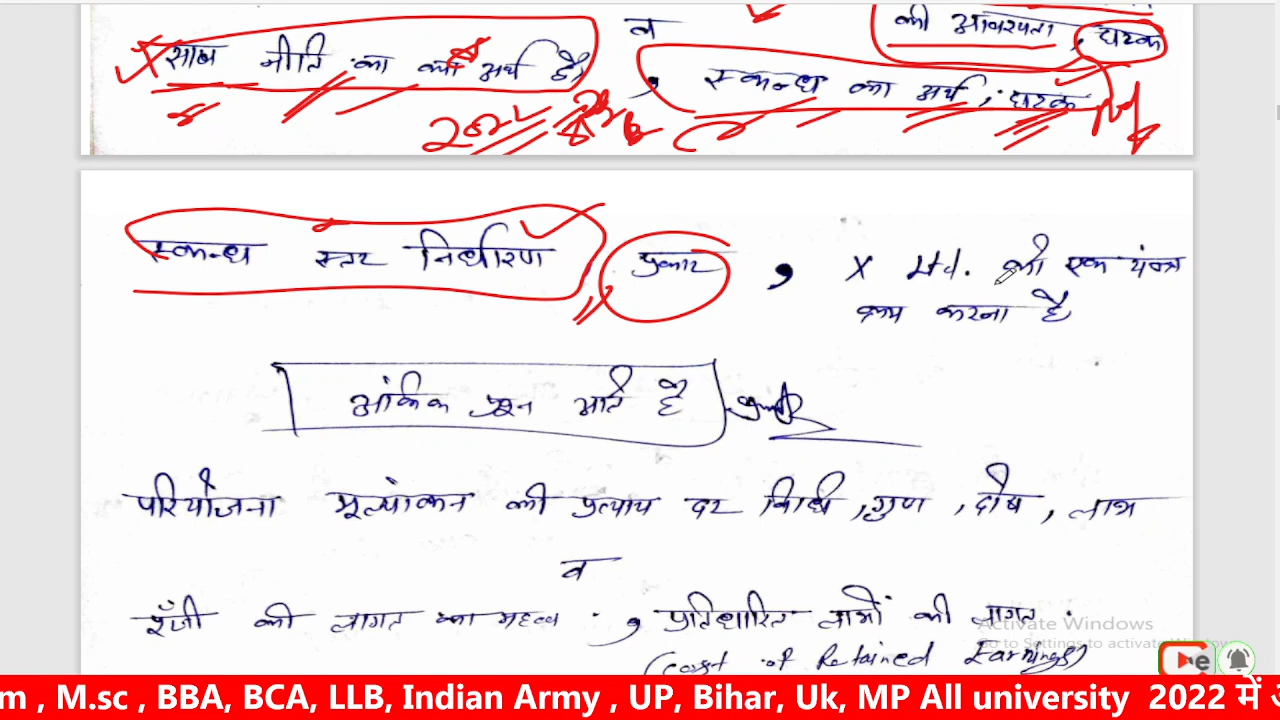 की आवश्यता, घटक
व
साख नीति का क्या अर्थ है,
, स्कन्ध का अर्थ, घटक
2022
स्कन्ध स्तर निर्धारण प्रकार , X Ltd. को एक यंत्र
क्रय करना है
आंकिक प्रश्न आते है
परियोजना मूल्यांकन की प्रत्याय दर विधि, गुण, दोष, लाभ
व
पूँजी की लागत का महत्व , प्रतिधारित लाभों की लागत
(cost of Retained Earnings)
Activate Windows
Go to Settings to activate Windows.
m , M.sc , BBA, BCA, LLB, Indian Army , UP, Bihar, Uk, MP All university 2022 में